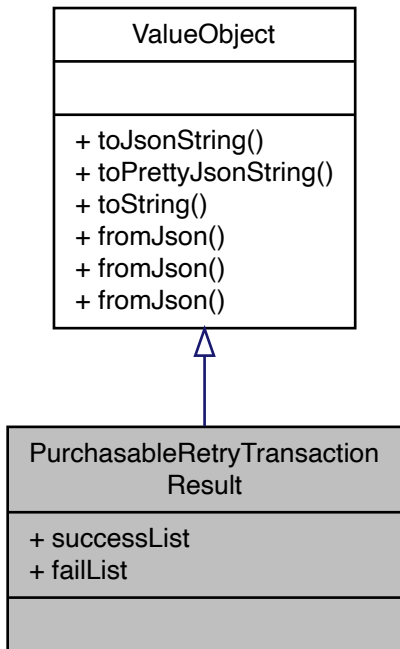 ValueObject
+ toJsonString()
+ toPrettyJsonString()
+ toString()
+ fromJson()
+ fromJson()
+ fromJson()
PurchasableRetryTransaction
Result
+ successList
+ failList